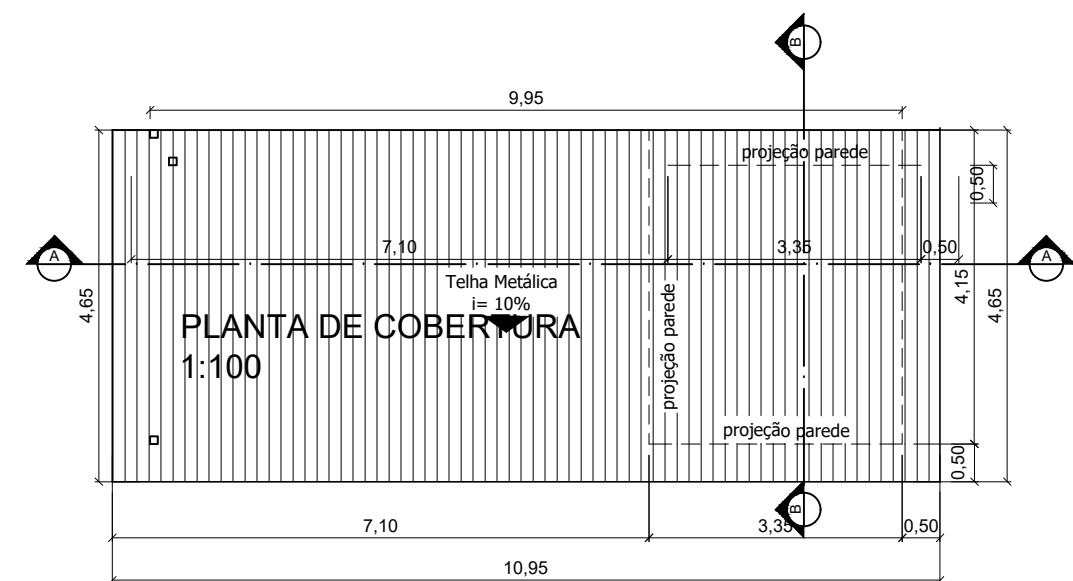 B
9,95
projeção parede
0,50
A
7,10
3,35
0,50
A
Telha Metálica
i= 10%
4,65
4,15
4,65
PLANTA DE COBERTURA
1:100
projeção parede
projeção parede
0,50
B
7,10
3,35
0,50
10,95